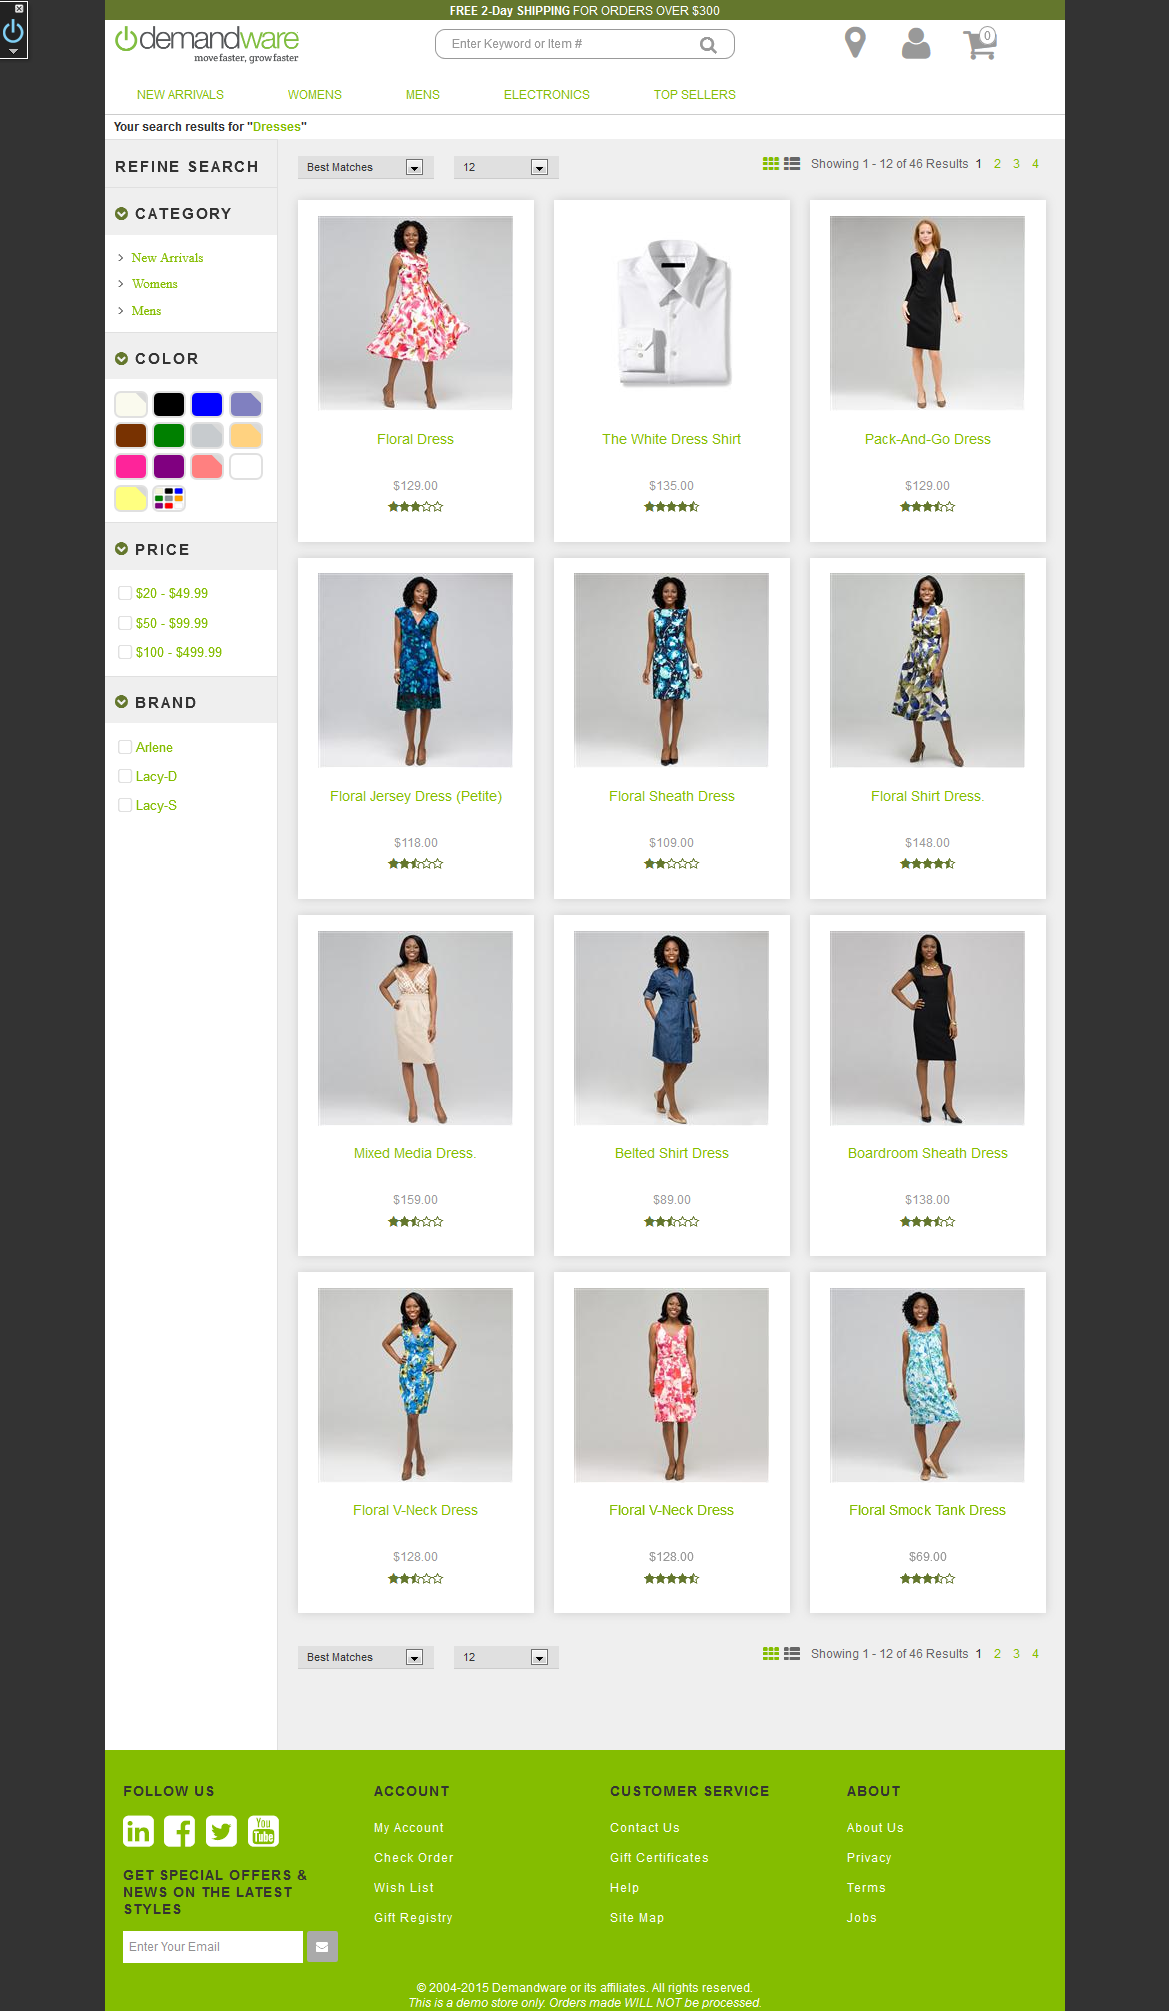 FREE 2-Day SHIPPING FOR ORDERS OVER $300
demandware
move faster, grow faster
Enter Keyword or Item #
0
NEW ARRIVALS WOMENS MENS ELECTRONICS TOP SELLERS
Your search results for "Dresses"
REFINE SEARCH
CATEGORY
New Arrivals
Womens
Mens
COLOR
PRICE
$20 - $49.99
$50 - $99.99
$100 - $499.99
BRAND
Arlene
Lacy-D
Lacy-S
Best Matches 12 Showing 1 - 12 of 46 Results 1 2 3 4
Floral Dress
$129.00
The White Dress Shirt
$135.00
Pack-And-Go Dress
$129.00
Floral Jersey Dress (Petite)
$118.00
Floral Sheath Dress
$109.00
Floral Shirt Dress.
$148.00
Mixed Media Dress.
$159.00
Belted Shirt Dress
$89.00
Boardroom Sheath Dress
$138.00
Floral V-Neck Dress
$128.00
Floral V-Neck Dress
$128.00
Floral Smock Tank Dress
$69.00
Best Matches 12 Showing 1 - 12 of 46 Results 1 2 3 4
FOLLOW US
in
You
Tube
GET SPECIAL OFFERS &
NEWS ON THE LATEST
STYLES
Enter Your Email
ACCOUNT
My Account
Check Order
Wish List
Gift Registry
CUSTOMER SERVICE
Contact Us
Gift Certificates
Help
Site Map
ABOUT
About Us
Privacy
Terms
Jobs
© 2004-2015 Demandware or its affiliates. All rights reserved.
This is a demo store only. Orders made WILL NOT be processed.